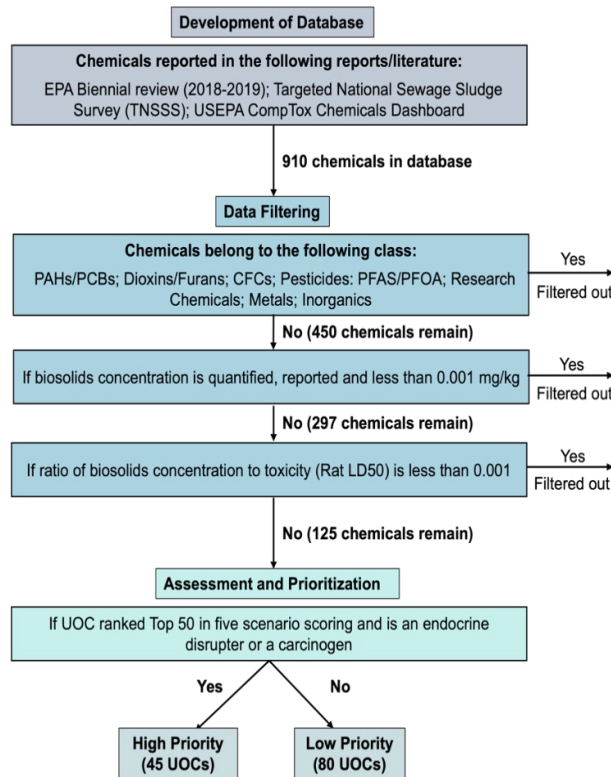 Development of Database
Chemicals reported in the following reports/literature:
EPA Biennial review (2018-2019); Targeted National Sewage Sludge
Survey (TNSSS); USEPA CompTox Chemicals Dashboard
910 chemicals in database
Data Filtering
Chemicals belong to the following class:
PAHs/PCBs; Dioxins/Furans; CFCs; Pesticides: PFAS/PFOA; Research
Chemicals; Metals; Inorganics
Yes
Filtered out
No (450 chemicals remain)
If biosolids concentration is quantified, reported and less than 0.001 mg/kg
Yes
Filtered out
No (297 chemicals remain)
If ratio of biosolids concentration to toxicity (Rat LD50) is less than 0.001
Yes
Filtered out
No (125 chemicals remain)
Assessment and Prioritization
If UOC ranked Top 50 in five scenario scoring and is an endocrine
disrupter or a carcinogen
Yes
No
High Priority
(45 UOCs)
Low Priority
(80 UOCs)